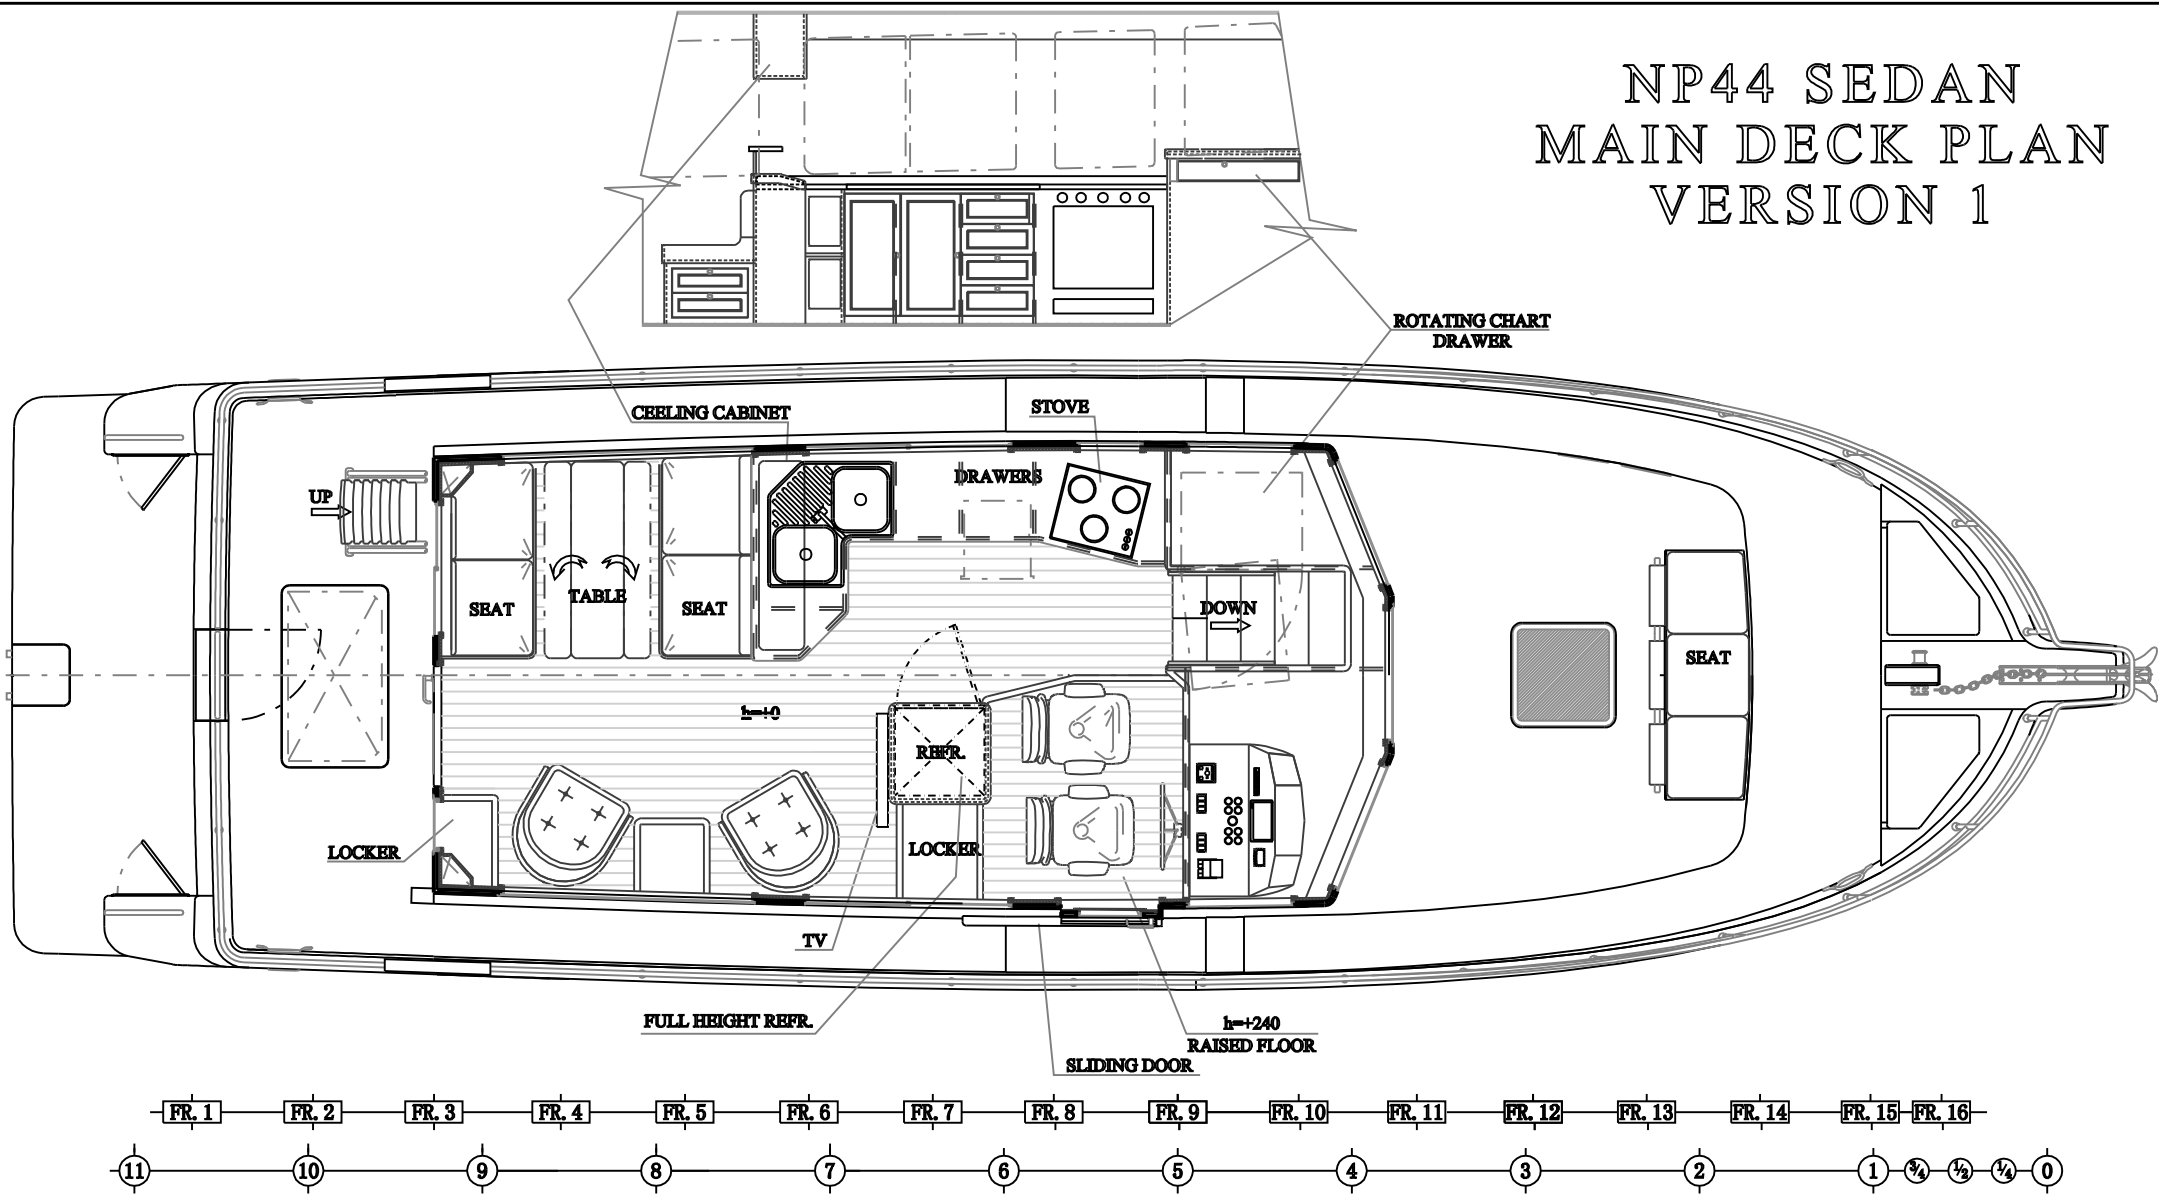 NP44 SEDAN
MAIN DECK PLAN
VERSION 1
ROTATING CHART
DRAWER
CEELING CABINET
STOVE
DRAWERS
UP
SEAT
TABLE
SEAT
DOWN
SEAT
h=+0
REFR.
LOCKER
LOCKER
TV
FULL HEIGHT REFR.
h=+240
RAISED FLOOR
SLIDING DOOR
FR. 1 FR. 2 FR. 3 FR. 4 FR. 5 FR. 6 FR. 7 FR. 8 FR. 9 FR. 10 FR. 11 FR. 12 FR. 13 FR. 14 FR. 15 FR. 16
11 10 9 8 7 6 5 4 3 2 1 ¾ ½ ¼ 0